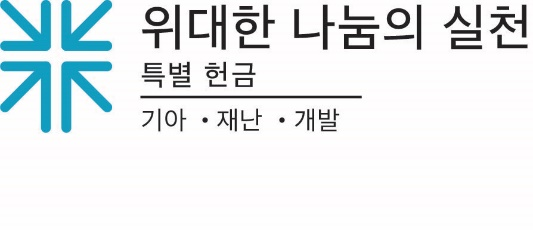 위대한 나눔의 실천
특별 헌금
기아 • 재난 • 개발